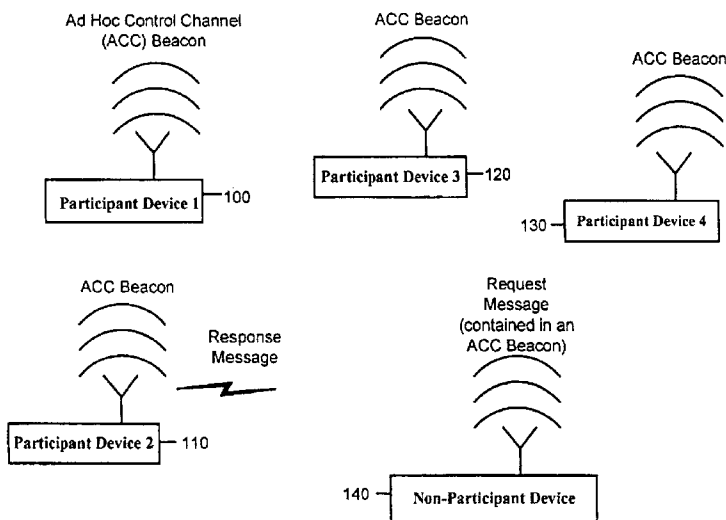 Ad Hoc Control Channel
(ACC) Beacon
Participant Device 1
100
ACC Beacon
Participant Device 3
120
ACC Beacon
130
Participant Device 4
ACC Beacon
Response
Message
Participant Device 2
110
Request
Message
(contained in an
ACC Beacon)
140
Non-Participant Device